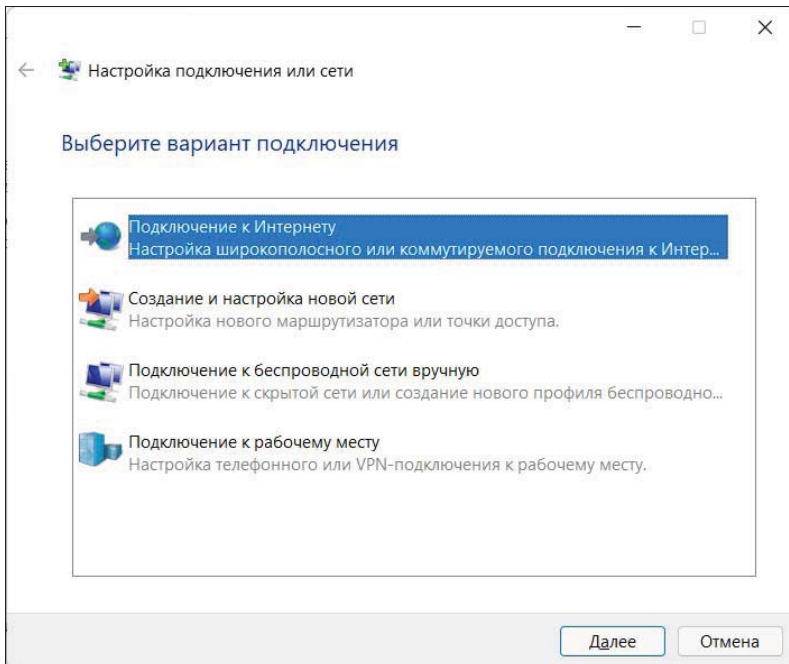 Настройка подключения или сети
Выберите вариант подключения
Подключение к Интернету
Настройка широкополосного или коммутируемого подключения к Интер...
Создание и настройка новой сети
Настройка нового маршрутизатора или точки доступа.
Подключение к беспроводной сети вручную
Подключение к скрытой сети или создание нового профиля беспроводно...
Подключение к рабочему месту
Настройка телефонного или VPN-подключения к рабочему месту.
Далее
Отмена